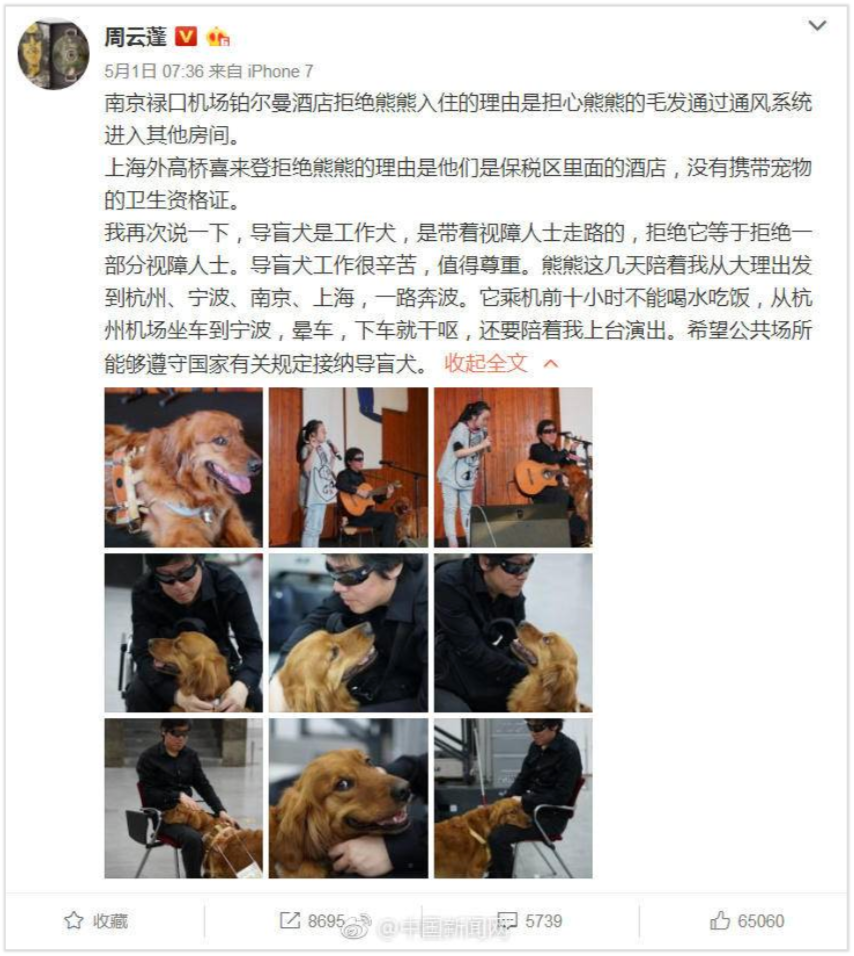 周云蓬
5月1日 07:36 来自 iPhone 7
南京禄口机场铂尔曼酒店拒绝熊熊入住的理由是担心熊熊的毛发通过通风系统
进入其他房间。
上海外高桥喜来登拒绝熊熊的理由是他们是保税区里面的酒店，没有携带宠物
的卫生资格证。
我再次说一下，导盲犬是工作犬，是带着视障人士走路的，拒绝它等于拒绝一
部分视障人士。导盲犬工作很辛苦，值得尊重。熊熊这几天陪着我从大理出发
到杭州、宁波、南京、上海，一路奔波。它乘机前十小时不能喝水吃饭，从杭
州机场坐车到宁波，晕车，下车就干呕，还要陪着我上台演出。希望公共场所
能够遵守国家有关规定接纳导盲犬。 收起全文
收藏 8695 5739 65060
@中国新闻网